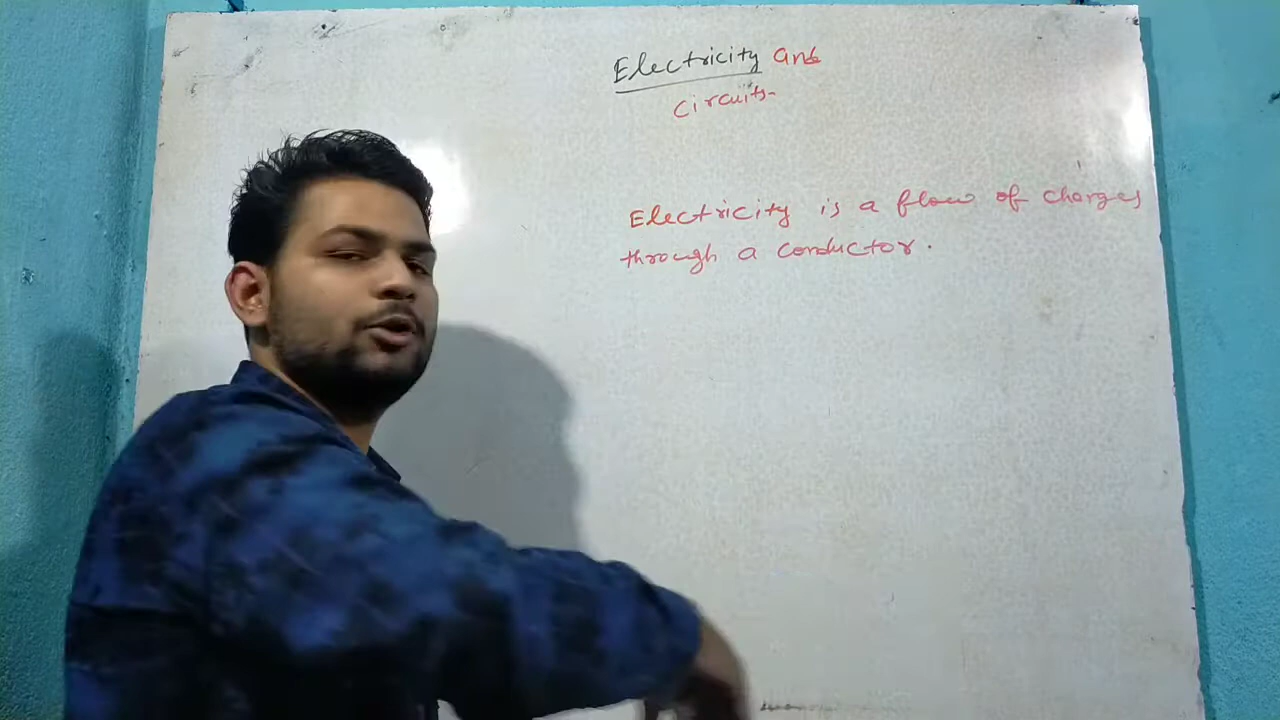 Electricity and
Circuits
Electricity is a flow of charges
through a conductor.